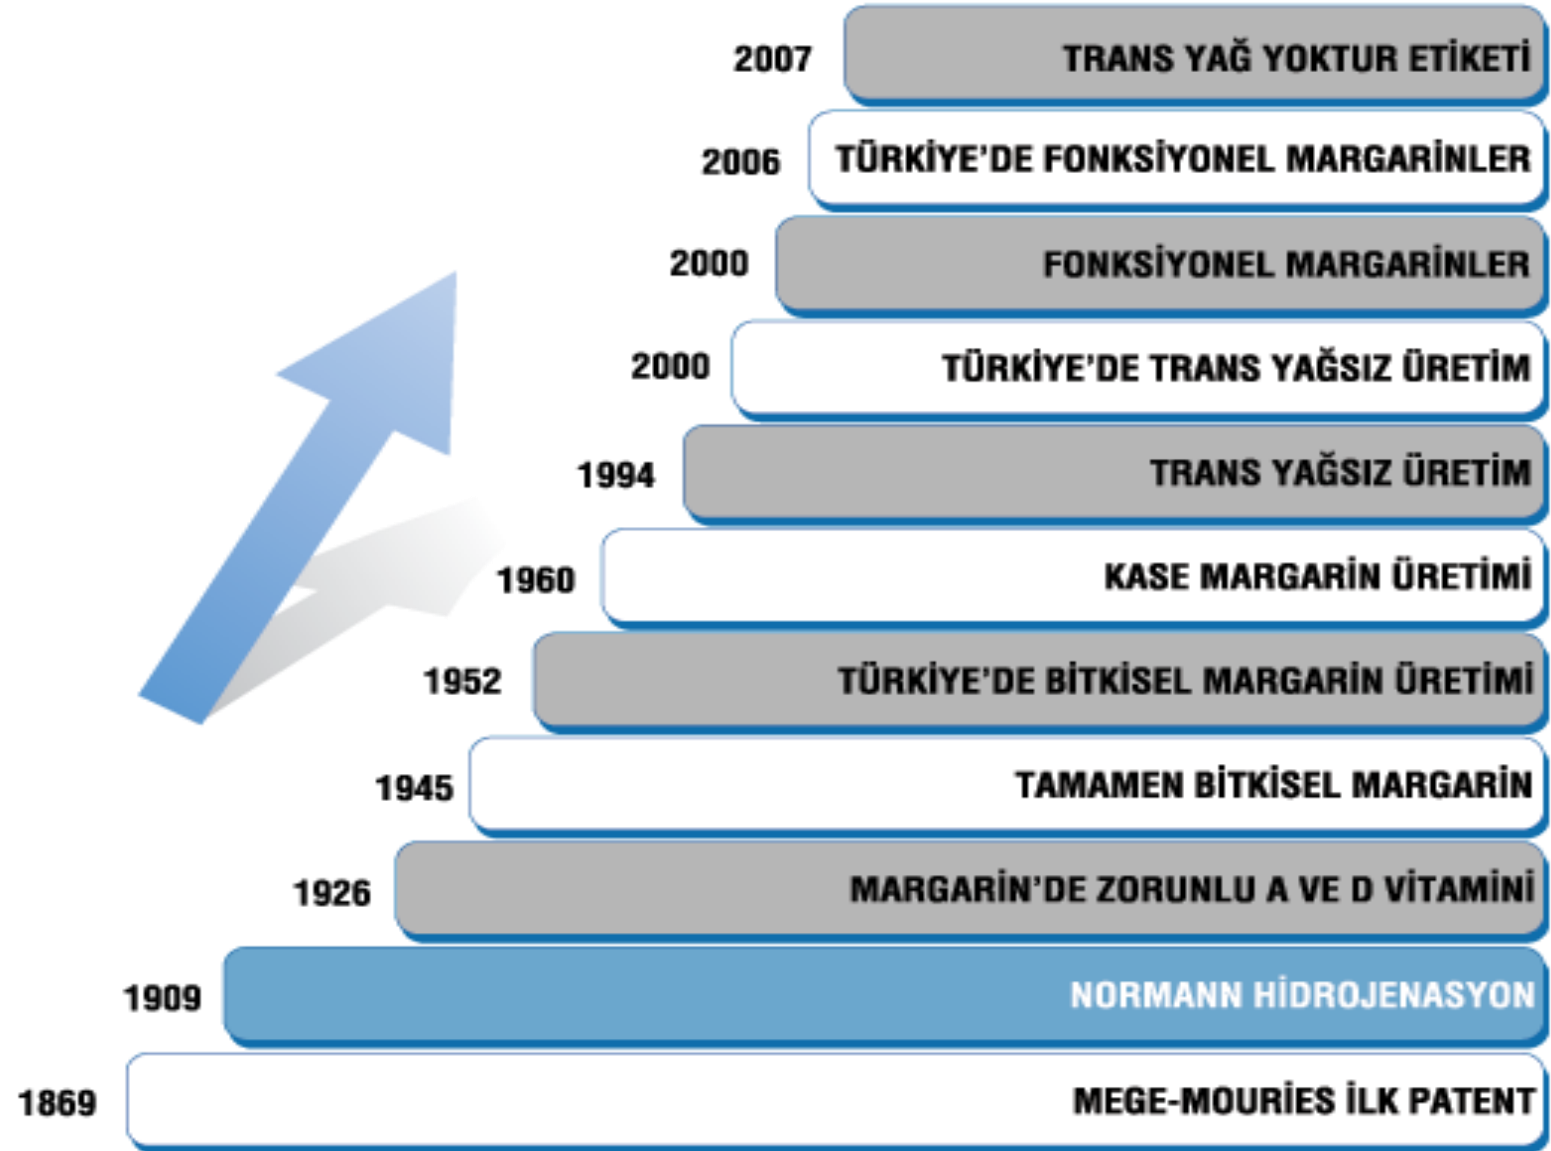 2007 TRANS YAĞ YOKTUR ETİKETİ
2006 TÜRKİYE'DE FONKSİYONEL MARGARİNLER
2000 FONKSİYONEL MARGARİNLER
2000 TÜRKİYE'DE TRANS YAĞSIZ ÜRETİM
1994 TRANS YAĞSIZ ÜRETİM
1960 KASE MARGARİN ÜRETİMİ
1952 TÜRKİYE'DE BİTKİSEL MARGARİN ÜRETİMİ
1945 TAMAMEN BİTKİSEL MARGARİN
1926 MARGARİN'DE ZORUNLU A VE D VİTAMİNİ
1909 NORMANN HİDROJENASYON
1869 MEGE-MOURİES İLK PATENT